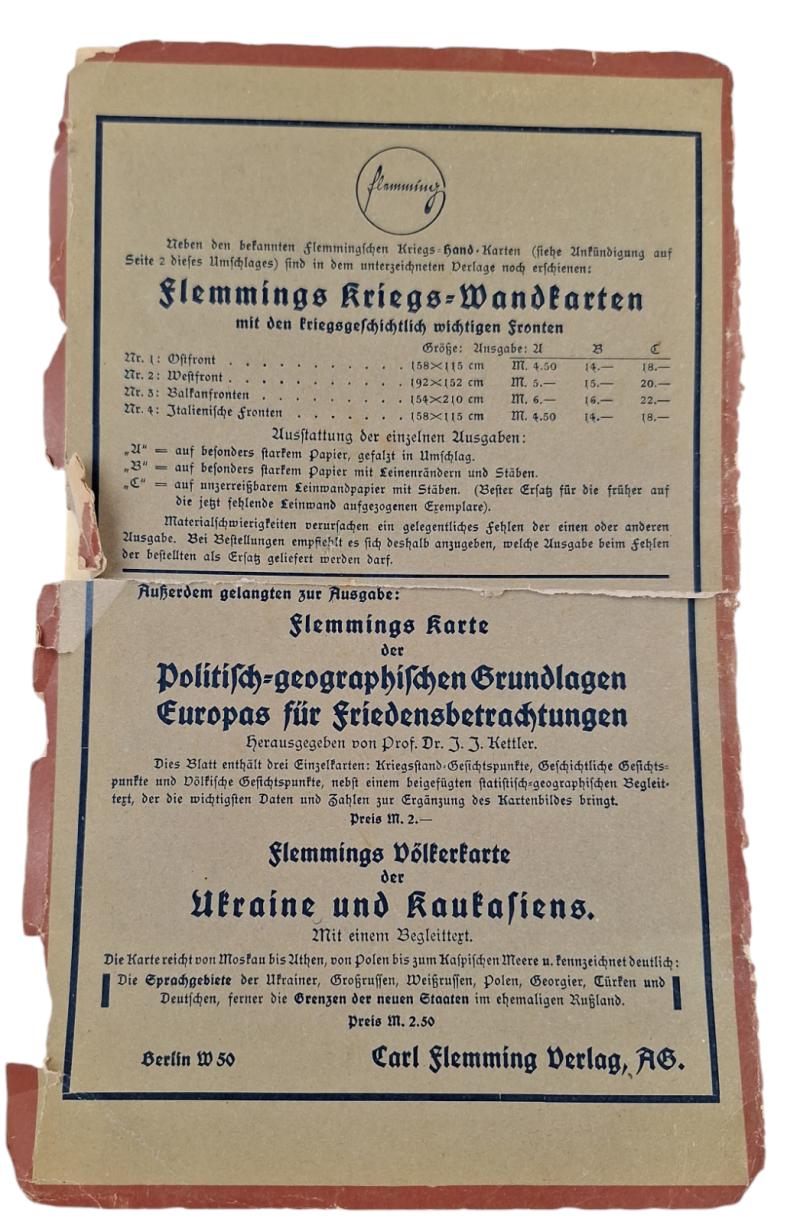 Flemming
Neben den bekannten Flemmingschen Kriegs-Hand-Karten (siehe Ankündigung auf
Seite 2 dieses Umschlages) sind in dem unterzeichneten Verlage noch erschienen:
Flemmings Kriegs-Wandkarten
mit den kriegsgeschichtlich wichtigen Fronten
Größe: Ausgabe: A B C
Nr. 1: Ostfront . . . . . . . . . . 158×115 cm M. 4.50 14.— 18.—
Nr. 2: Westfront . . . . . . . . . . 192×152 cm M. 5.— 15.— 20.—
Nr. 3: Balkanfronten . . . . . . . . 154×210 cm M. 6.— 16.— 22.—
Nr. 4: Italienische Fronten . . . . . . 158×115 cm M. 4.50 14.— 18.—
Ausstattung der einzelnen Ausgaben:
„A“ = auf besonders starkem Papier, gefalzt in Umschlag.
„B“ = auf besonders starkem Papier mit Leinenrändern und Stäben.
„C“ = auf unzerreißbarem Leinwandpapier mit Stäben. (Bester Ersatz für die früher auf
die jetzt fehlende Leinwand aufgezogenen Exemplare).
Materialschwierigkeiten verursachen ein gelegentliches Fehlen der einen oder anderen
Ausgabe. Bei Bestellungen empfiehlt es sich deshalb anzugeben, welche Ausgabe beim Fehlen
der bestellten als Ersatz geliefert werden darf.
Außerdem gelangten zur Ausgabe:
Flemmings Karte
der
Politisch-geographischen Grundlagen
Europas für Friedensbetrachtungen
Herausgegeben von Prof. Dr. J. J. Kettler.
Dies Blatt enthält drei Einzelkarten: Kriegsstand-Gesichtspunkte, Geschichtliche Gesichts-
punkte und Völkische Gesichtspunkte, nebst einem beigefügten statistisch-geographischen Begleit-
text, der die wichtigsten Daten und Zahlen zur Ergänzung des Kartenbildes bringt.
Preis M. 2.—
Flemmings Völkerkarte
der
Ukraine und Kaukasiens.
Mit einem Begleittext.
Die Karte reicht von Moskau bis Athen, von Polen bis zum Kaspischen Meere u. kennzeichnet deutlich:
Die Sprachgebiete der Ukrainer, Großrussen, Weißrussen, Polen, Georgier, Türken und
Deutschen, ferner die Grenzen der neuen Staaten im ehemaligen Rußland.
Preis M. 2.50
Berlin W 50 Carl Flemming Verlag, AG.